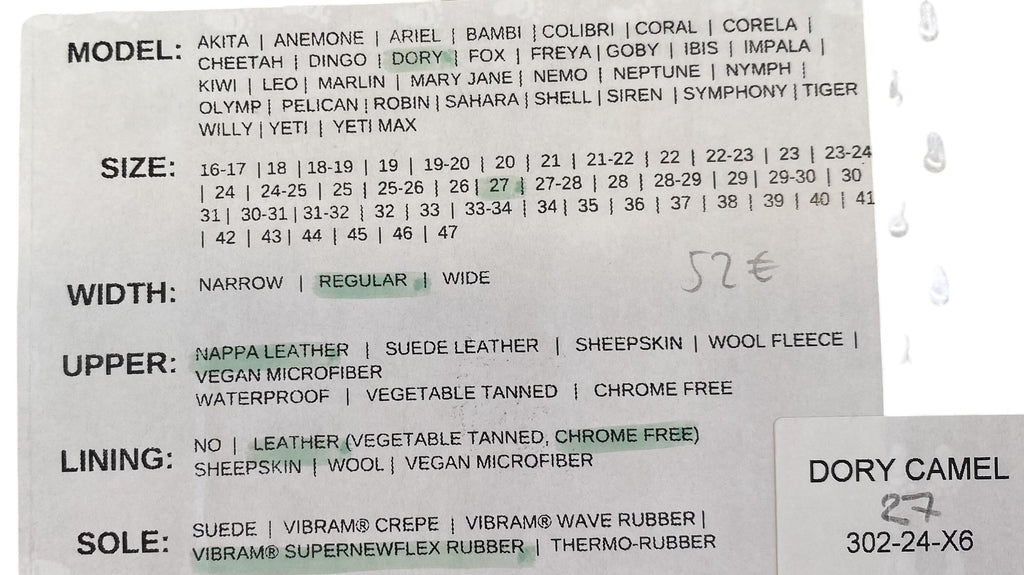 MODEL: AKITA | ANEMONE | ARIEL | BAMBI | COLIBRI | CORAL | CORELA |
CHEETAH | DINGO | DORY | FOX | FREYA | GOBY | IBIS | IMPALA |
KIWI | LEO | MARLIN | MARY JANE | NEMO | NEPTUNE | NYMPH |
OLYMP | PELICAN | ROBIN | SAHARA | SHELL | SIREN | SYMPHONY | TIGER
WILLY | YETI | YETI MAX
SIZE: 16-17 | 18 | 18-19 | 19 | 19-20 | 20 | 21 | 21-22 | 22 | 22-23 | 23 | 23-24
| 24 | 24-25 | 25 | 25-26 | 26 | 27 | 27-28 | 28 | 28-29 | 29 | 29-30 | 30
31 | 30-31 | 31-32 | 32 | 33 | 33-34 | 34 | 35 | 36 | 37 | 38 | 39 | 40 | 41
| 42 | 43 | 44 | 45 | 46 | 47
52 €
WIDTH: NARROW | REGULAR | WIDE
UPPER: NAPPA LEATHER | SUEDE LEATHER | SHEEPSKIN | WOOL FLEECE |
VEGAN MICROFIBER
WATERPROOF | VEGETABLE TANNED | CHROME FREE
LINING: NO | LEATHER (VEGETABLE TANNED, CHROME FREE)
SHEEPSKIN | WOOL | VEGAN MICROFIBER
SOLE: SUEDE | VIBRAM® CREPE | VIBRAM® WAVE RUBBER |
VIBRAM® SUPERNEWFLEX RUBBER | THERMO-RUBBER
DORY CAMEL
27
302-24-X6